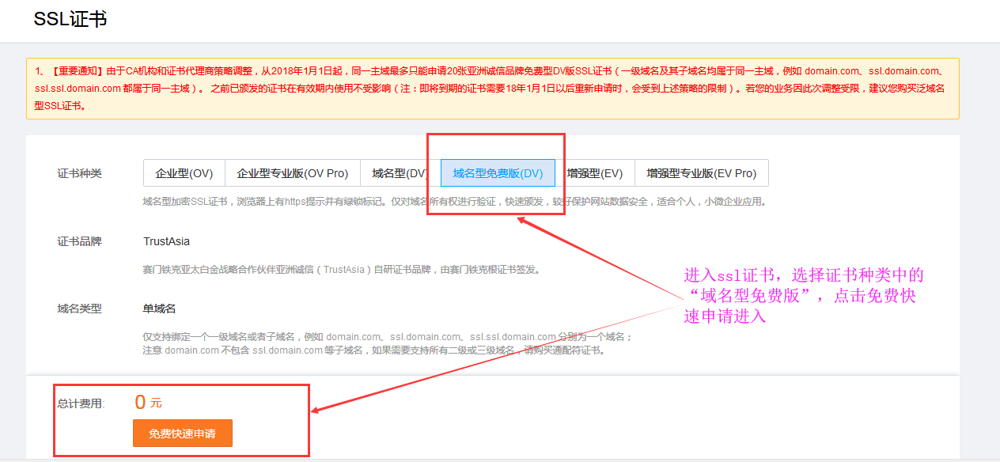 SSL证书
1、【重要通知】由于CA机构和证书代理商策略调整，从2018年1月1日起，同一主域最多只能申请20张亚洲诚信品牌免费型DV版SSL证书（一级域名及其子域名均属于同一主域，例如 domain.com、ssl.domain.com、
ssl.ssl.domain.com 都属于同一主域）。 之前已颁发的证书在有效期内使用不受影响（注：即将到期的证书需要18年1月1日以后重新申请时，会受到上述策略的限制）。若您的业务因此次调整受限，建议您购买泛域名
型SSL证书。
证书种类
企业型(OV)
企业型专业版(OV Pro)
域名型(DV)
域名型免费版(DV)
增强型(EV)
增强型专业版(EV Pro)
域名型加密SSL证书，浏览器上有https提示并有绿锁标记。仅对域名所有权进行验证，快速颁发，较好保护网站数据安全，适合个人，小微企业应用。
证书品牌
TrustAsia
赛门铁克亚太白金战略合作伙伴亚洲诚信（TrustAsia）自研证书品牌，由赛门铁克根证书签发。
进入ssl证书，选择证书种类中的
“域名型免费版”，点击免费快
速申请进入
域名类型
单域名
仅支持绑定一个一级域名或者子域名，例如 domain.com、ssl.domain.com、ssl.ssl.domain.com 分别为一个域名；
注意 domain.com 不包含 ssl.domain.com 等子域名，如果需要支持所有二级或三级域名，请购买通配符证书。
总计费用:
0 元
免费快速申请